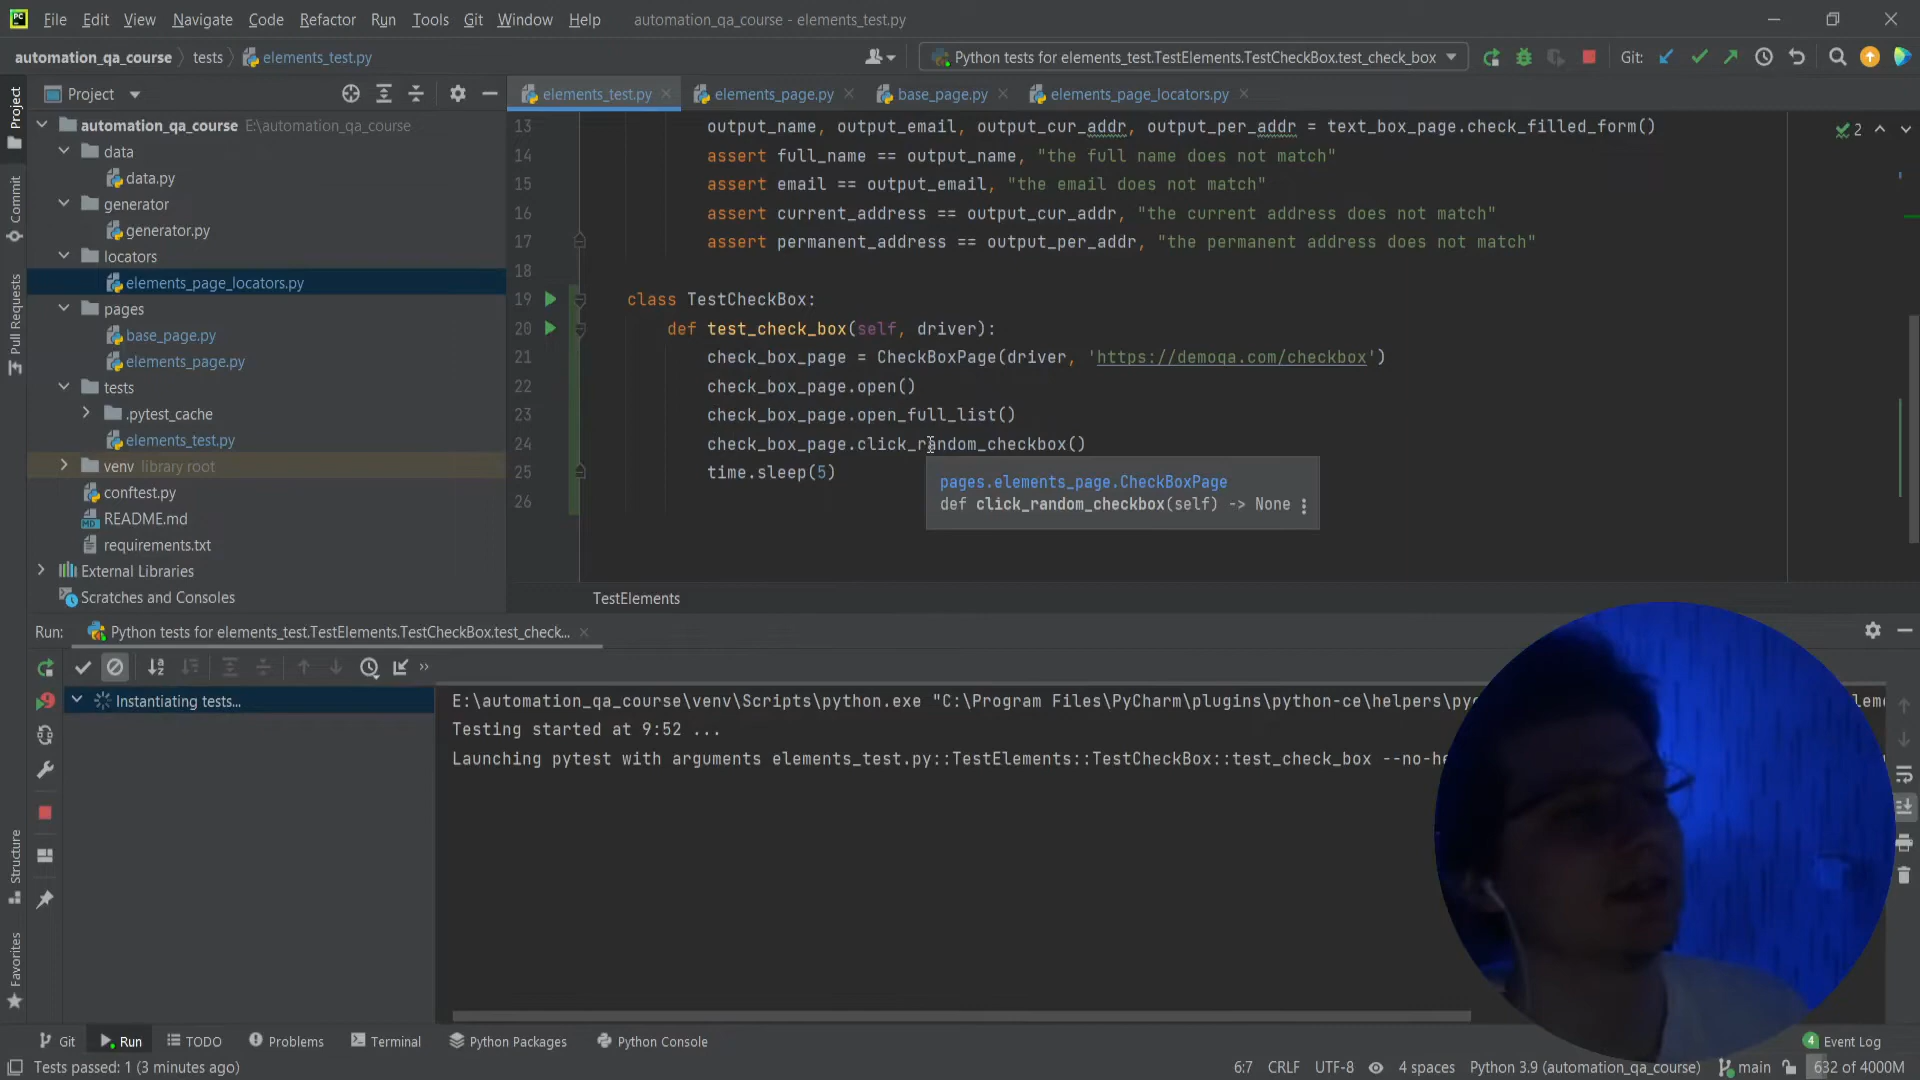 PC File Edit View Navigate Code Refactor Run Tools Git Window Help automation_qa_course - elements_test.py
automation_qa_course tests elements_test.py
Python tests for elements_test.TestElements.TestCheckBox.test_check_box Git:
Project
elements_test.py elements_page.py base_page.py elements_page_locators.py
Project
Commit
Pull Requests
Structure
Favorites
automation_qa_course E:\automation_qa_course
data
data.py
generator
generator.py
locators
elements_page_locators.py
pages
base_page.py
elements_page.py
tests
.pytest_cache
elements_test.py
venv library root
conftest.py
README.md
requirements.txt
External Libraries
Scratches and Consoles
2
13 output_name, output_email, output_cur_addr, output_per_addr = text_box_page.check_filled_form()
14 assert full_name == output_name, "the full name does not match"
15 assert email == output_email, "the email does not match"
16 assert current_address == output_cur_addr, "the current address does not match"
17 assert permanent_address == output_per_addr, "the permanent address does not match"
18
19 class TestCheckBox:
20 def test_check_box(self, driver):
21 check_box_page = CheckBoxPage(driver, 'https://demoqa.com/checkbox')
22 check_box_page.open()
23 check_box_page.open_full_list()
24 check_box_page.click_random_checkbox()
25 time.sleep(5)
26
pages.elements_page.CheckBoxPage
def click_random_checkbox(self) -> None
TestElements
Run: Python tests for elements_test.TestElements.TestCheckBox.test_check...
Instantiating tests...
E:\automation_qa_course\venv\Scripts\python.exe "C:\Program Files\PyCharm\plugins\python-ce\helpers\pyc
Testing started at 9:52 ...
Launching pytest with arguments elements_test.py::TestElements::TestCheckBox::test_check_box --no-he
Git Run TODO Problems Terminal Python Packages Python Console 4 Event Log
Tests passed: 1 (3 minutes ago) 6:7 CRLF UTF-8 4 spaces Python 3.9 (automation_qa_course) main 632 of 4000M